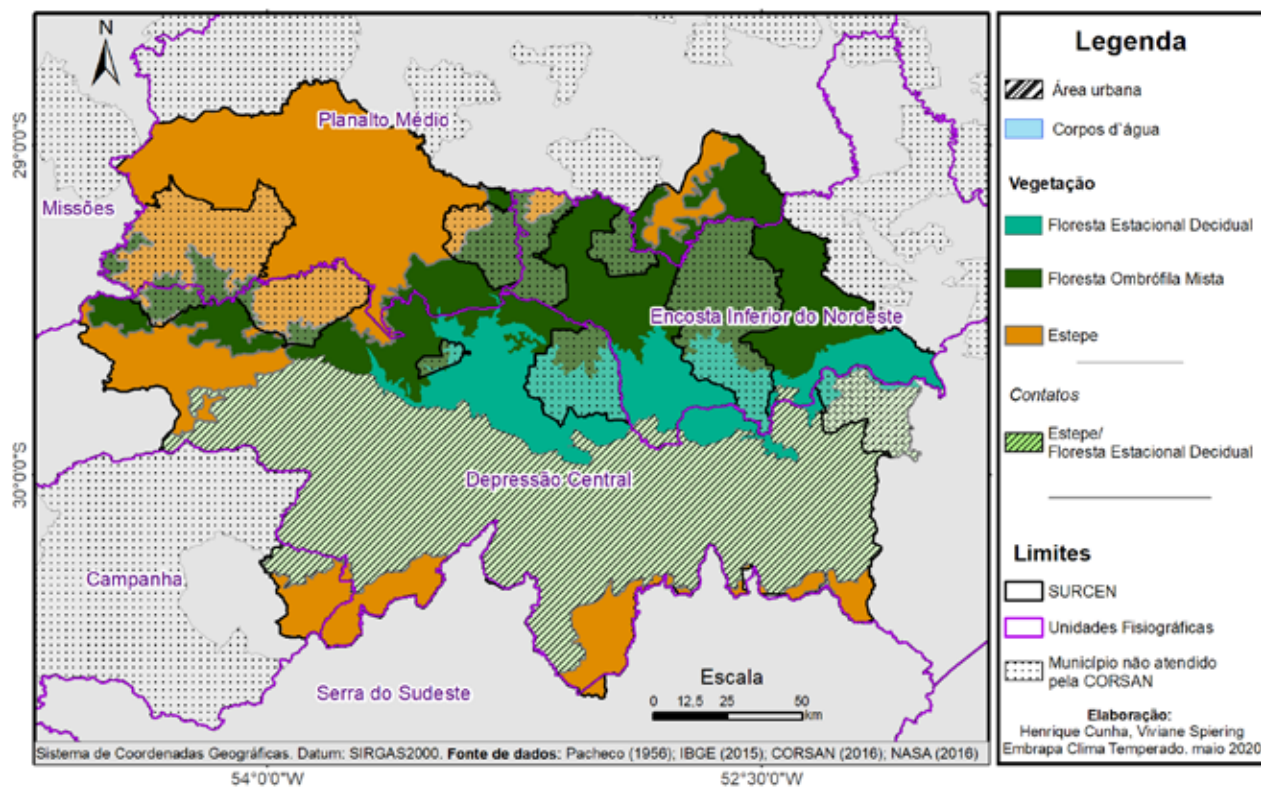 N
Planalto Médio
Missões
Encosta Inferior do Nordeste
Depressão Central
Campanha
Serra do Sudeste
Escala
0 12,5 25 50
km
29°0'0"S
30°0'0"S
Sistema de Coordenadas Geográficas. Datum: SIRGAS2000. Fonte de dados: Pacheco (1956); IBGE (2015); CORSAN (2016); NASA (2016)
54°0'0"W
52°30'0"W
Legenda
Área urbana
Corpos d`água
Vegetação
Floresta Estacional Decidual
Floresta Ombrófila Mista
Estepe
Contatos
Estepe/
Floresta Estacional Decidual
Limites
SURCEN
Unidades Fisiográficas
Município não atendido
pela CORSAN
Elaboração:
Henrique Cunha, Viviane Spiering
Embrapa Clima Temperado. maio 2020